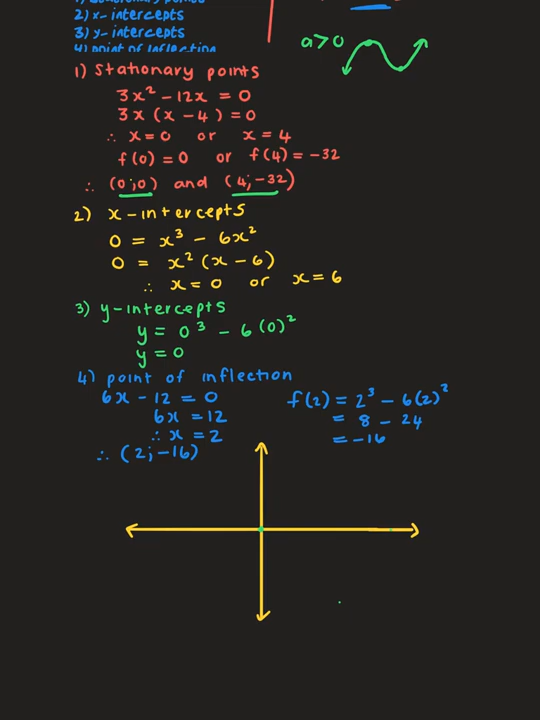 2) x-intercepts
3) y-intercepts
4) point of Inflection
a>0
1) Stationary points
3x² - 12x = 0
3x(x - 4) = 0
∴ x = 0 or x = 4
f(0) = 0 or f(4) = -32
∴ (0;0) and (4;-32)
2) x-intercepts
0 = x³ - 6x²
0 = x²(x - 6)
∴ x = 0 or x = 6
3) y-intercepts
y = 0³ - 6(0)²
y = 0
4) point of inflection
6x - 12 = 0
6x = 12
∴ x = 2
∴ (2;-16)
f(2) = 2³ - 6(2)²
= 8 - 24
= -16